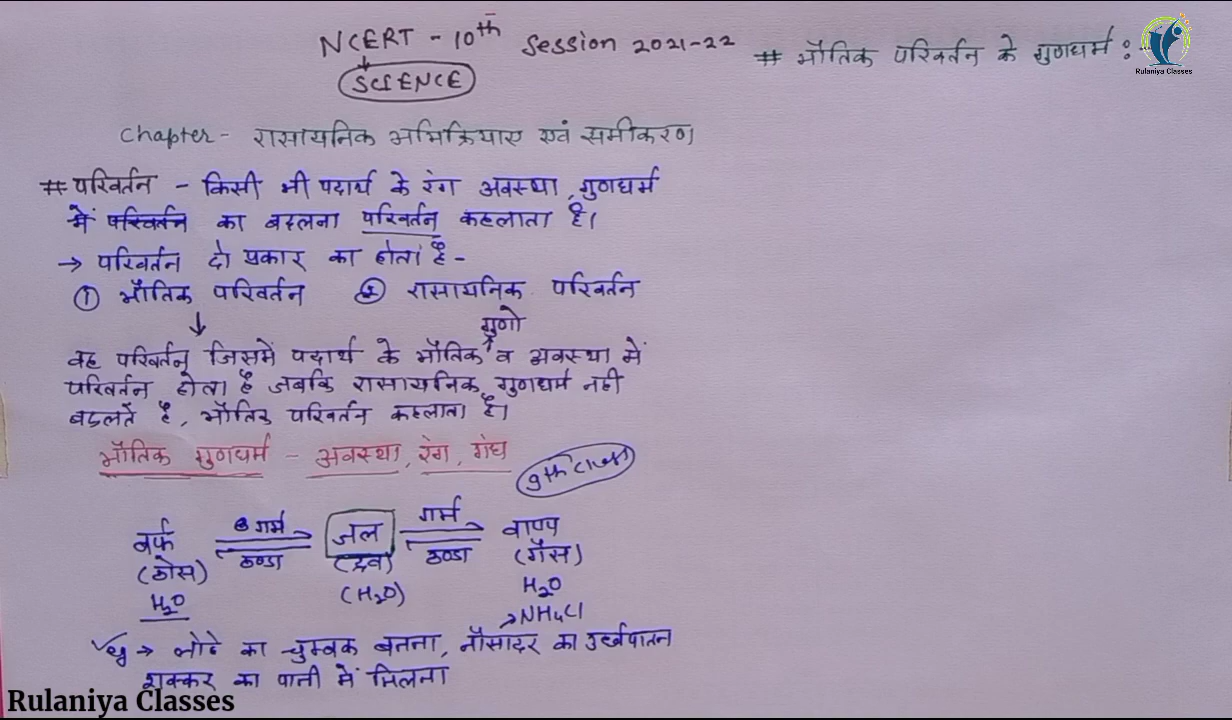 NCERT - 10th Session 2021-22
SCIENCE
# भौतिक परिवर्तन के गुणधर्म :-
Rulaniya Classes
Chapter - रासायनिक अभिक्रियाए एवं समीकरण
# परिवर्तन - किसी भी पदार्थ के रंग अवस्था, गुणधर्म
में परिवर्तन का बदलना परिवर्तन कहलाता है।
→ परिवर्तन दो प्रकार का होता है -
① भौतिक परिवर्तन ② रासायनिक परिवर्तन
↓
गुणो
वह परिवर्तन जिसमें पदार्थ के भौतिक व अवस्था में
परिवर्तन होता है जबकि रासायनिक गुणधर्म नही
बदलते है, भौतिक परिवर्तन कहलाता है।
भौतिक गुणधर्म - अवस्था, रंग, गंध
9th class
बर्फ गर्म जल गर्म वाष्प
ठण्डा ठण्डा
(ठोस) (द्रव) (गैस)
H₂O (H₂O) H₂O
→NH₄Cl
→ लोहे का चुम्बक बनना, नौसादर का उर्ध्वपातन
शक्कर का पानी में मिलना
Rulaniya Classes